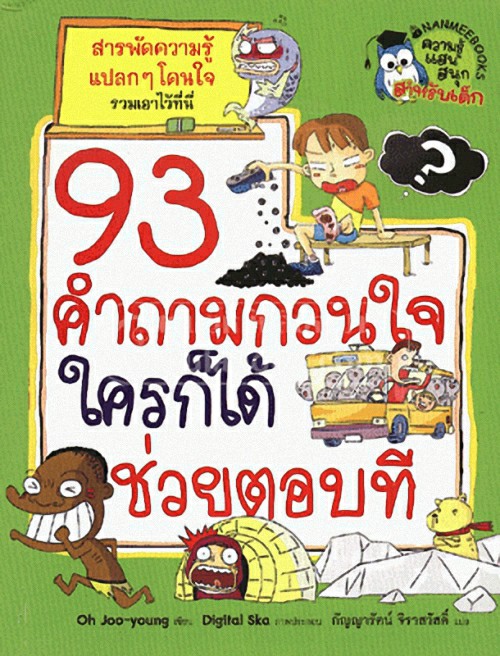 สารพัดความรู้
แปลก ๆ โดนใจ
รวมเอาไว้ที่นี่
NANMEEBOOKS
ความรู้
แสน
สนุก
สำหรับเด็ก
?
93
คำถามกวนใจ
ใครก็ได้
ช่วยตอบที
Oh Joo-young เขียน Digital Ska ภาพประกอบ กัญญารัตน์ จิราสวัสดิ์ แปล